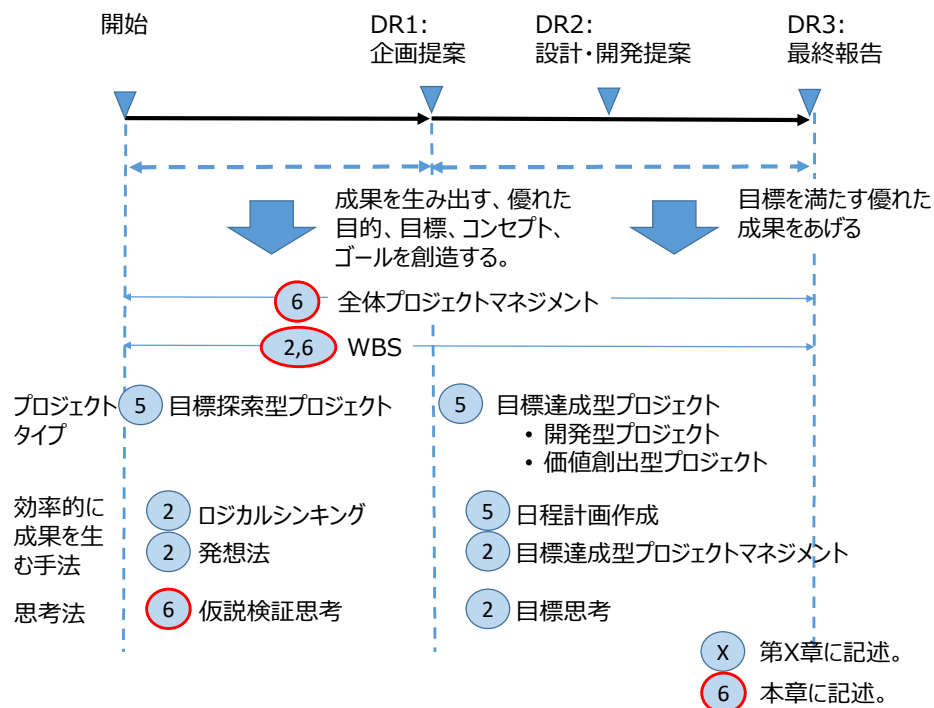 開始
DR1:
企画提案
DR2:
設計・開発提案
DR3:
最終報告
成果を生み出す、優れた
目的、目標、コンセプト、
ゴールを創造する。
目標を満たす優れた
成果をあげる
6 全体プロジェクトマネジメント
2,6 WBS
プロジェクト
タイプ
5 目標探索型プロジェクト
5 目標達成型プロジェクト
• 開発型プロジェクト
• 価値創出型プロジェクト
効率的に
成果を生
む手法
2 ロジカルシンキング
2 発想法
5 日程計画作成
2 目標達成型プロジェクトマネジメント
思考法
6 仮説検証思考
2 目標思考
X 第X章に記述。
6 本章に記述。